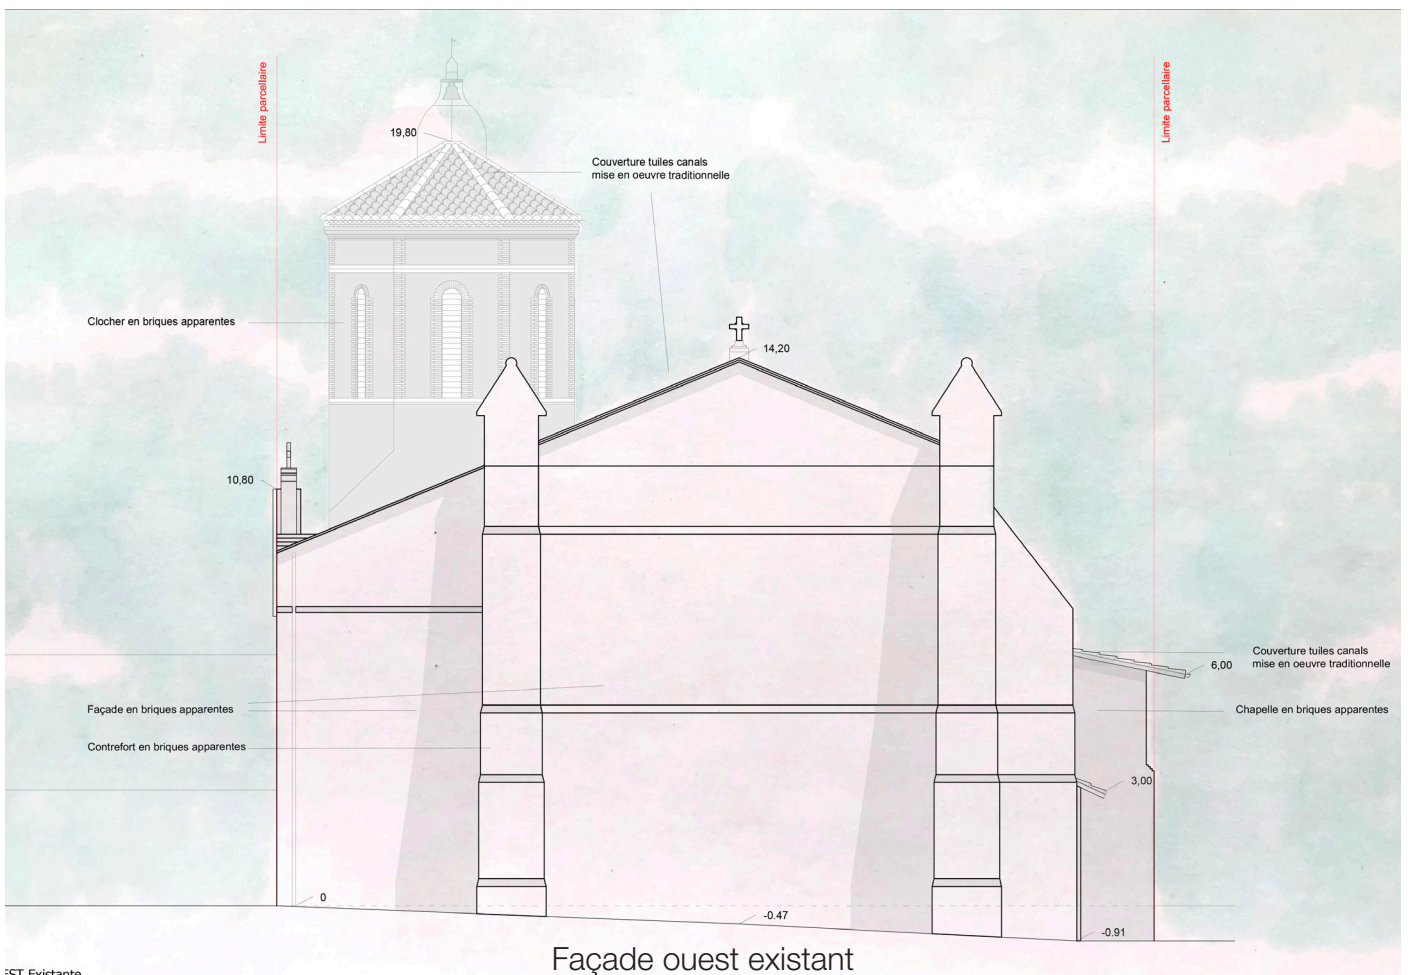 Limite parcellaire
Limite parcellaire
19,80
Couverture tuiles canals
mise en oeuvre traditionnelle
Clocher en briques apparentes
14,20
10,80
Couverture tuiles canals
mise en oeuvre traditionnelle
6,00
Façade en briques apparentes
Chapelle en briques apparentes
Contrefort en briques apparentes
3,00
0
-0.47
-0.91
Façade ouest existant
EST Existante